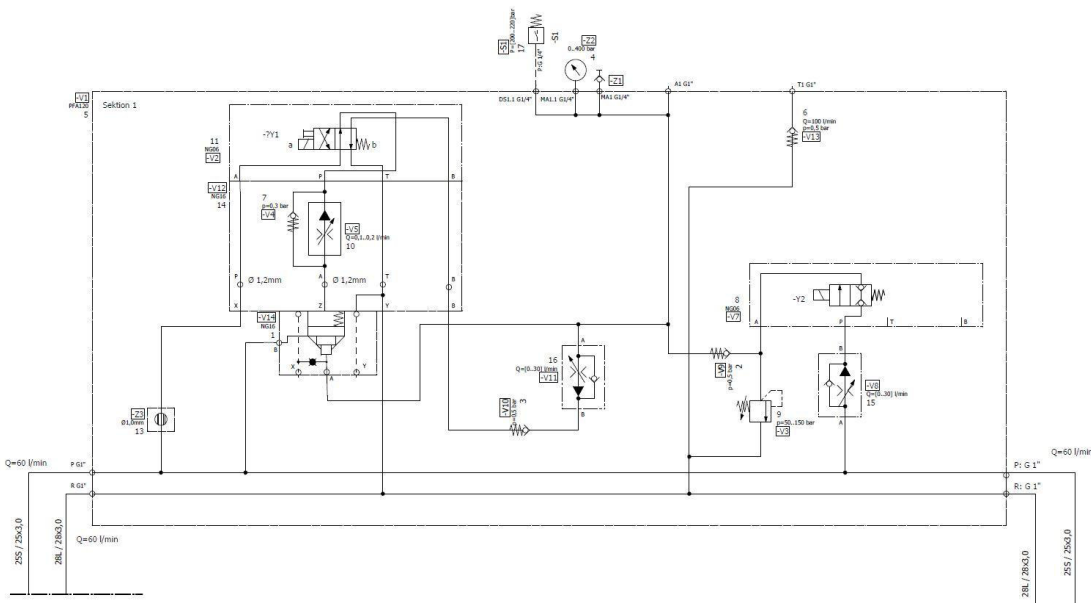 -S1
P=[200..220]bar
17
-S1
P:G 1/4"
-Z2
0..400 bar
4
-Z1
DS1.1 G1/4"
MA1.1 G1/4"
MA1 G1/4"
A1 G1"
T1 G1"
-V1
PFA120
5
Sektion 1
6
Q=100 l/min
p=0,5 bar
-V13
11
NG06
-V2
-?Y1
a
b
A
P
T
B
-V12
NG16
14
7
p=0,3 bar
-V4
-V5
Q=0,1..0,2 l/min
10
P
Ø 1,2mm
A
Ø 1,2mm
T
B
X
Z
Y
B
-V14
NG16
1
B
X
Y
A
-Y2
8
NG06
-V7
A
P
T
B
A
16
Q=[0..30] l/min
-V11
B
-V10
p=0,5 bar
3
-V9
p=0,5 bar
2
B
-V8
Q=[0..30] l/min
15
A
9
p=50..150 bar
-V3
-Z3
Ø1,0mm
13
Q=60 l/min
P G1"
R G1"
Q=60 l/min
P: G 1"
R: G 1"
Q=60 l/min
25S / 25x3,0
28L / 28x3,0
28L / 28x3,0
25S / 25x3,0